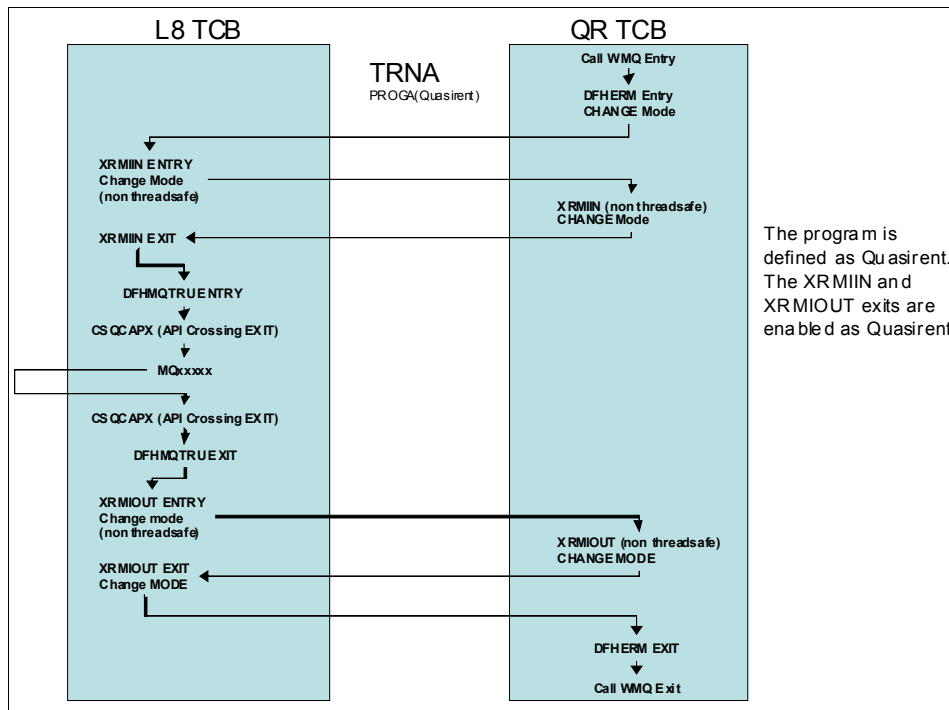 L8 TCB
QR TCB
TRNA
PROGA(Quasirent)
Call WMQ Entry
DFHERM Entry
CHANGE Mode
XRMIIN ENTRY
Change Mode
(non threadsafe)
XRMIIN (non threadsafe)
CHANGE Mode
XRMIIN EXIT
DFHMQTRUE ENTRY
CSQCAPX (API Crossing EXIT)
MQxxxxx
CSQCAPX (API Crossing EXIT)
DFHMQTRUE EXIT
XRMIOUT ENTRY
Change mode
(non threadsafe)
XRMIOUT (non threadsafe)
CHANGE MODE
XRMIOUT EXIT
Change MODE
DFHERM EXIT
Call WMQ Exit
The program is
defined as Quasirent.
The XRMIIN and
XRMIOUT exits are
enabled as Quasirent